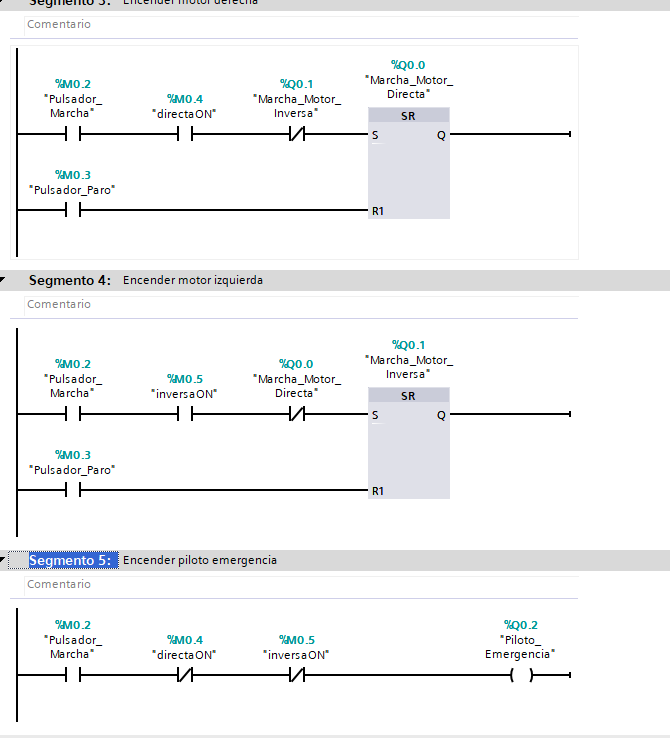 Segmento 3: Encender motor derecha
Comentario
%Q0.0
%M0.2 %M0.4 %Q0.1 "Marcha_Motor_
"Pulsador_ "Marcha_Motor_ Directa"
Marcha" "directaON" Inversa" SR
S Q
%M0.3
"Pulsador_Paro"
R1
Segmento 4: Encender motor izquierda
Comentario
%Q0.1
%M0.2 %M0.5 %Q0.0 "Marcha_Motor_
"Pulsador_ "Marcha_Motor_ Inversa"
Marcha" "inversaON" Directa" SR
S Q
%M0.3
"Pulsador_Paro"
R1
Segmento 5: Encender piloto emergencia
Comentario
%M0.2 %Q0.2
"Pulsador_ %M0.4 %M0.5 "Piloto_
Marcha" "directaON" "inversaON" Emergencia"